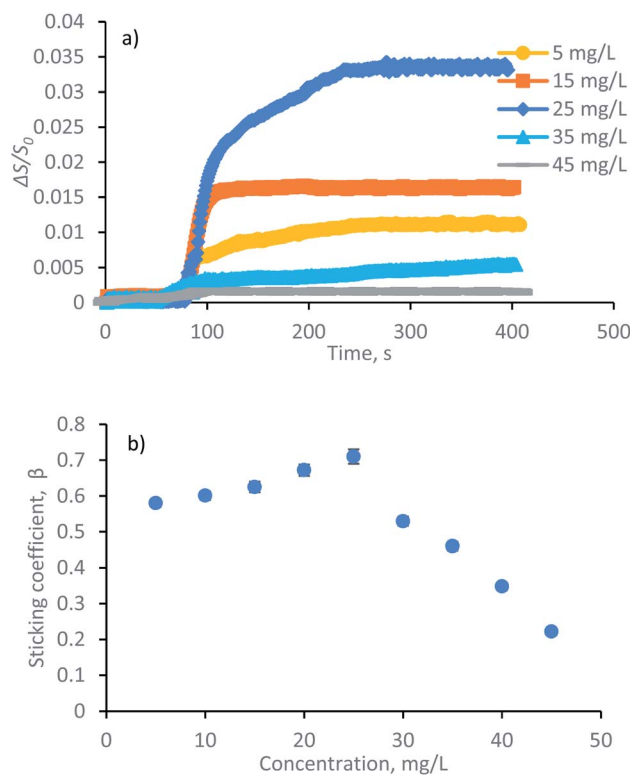 a)
0.04
0.035
0.03
0.025
0.02
0.015
0.01
0.005
0
ΔS/S0
5 mg/L
15 mg/L
25 mg/L
35 mg/L
45 mg/L
0 100 200 300 400 500
Time, s
b)
0.8
0.7
0.6
0.5
0.4
0.3
0.2
0.1
0
Sticking coefficient, β
0 10 20 30 40 50
Concentration, mg/L